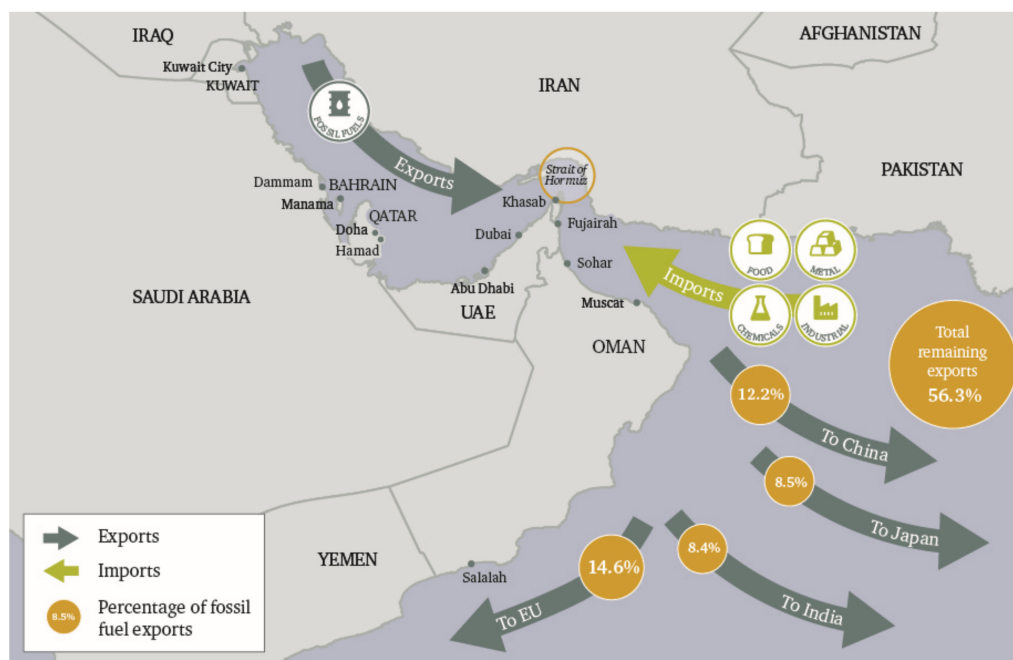 IRAQ
AFGHANISTAN
Kuwait City
KUWAIT
IRAN
FOSSIL FUELS
Exports
Strait of
Hormuz
PAKISTAN
Dammam
BAHRAIN
Manama
Khasab
QATAR
Doha
Hamad
Dubai
Fujairah
FOOD
METAL
Sohar
Imports
SAUDI ARABIA
Abu Dhabi
Muscat
UAE
CHEMICALS
INDUSTRIAL
OMAN
Total
remaining
exports
56.3%
12.2%
To China
8.5%
To Japan
Exports
Imports
8.5%
Percentage of fossil
fuel exports
YEMEN
Salalah
14.6%
To EU
8.4%
To India